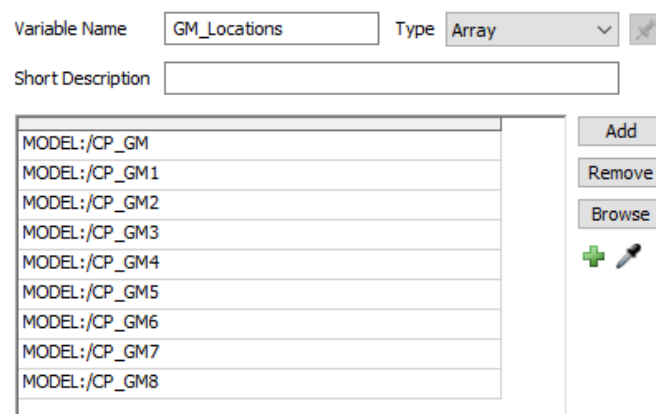 Variable Name GM_Locations Type Array
Short Description
Add
MODEL:/CP_GM
MODEL:/CP_GM1 Remove
MODEL:/CP_GM2 Browse
MODEL:/CP_GM3
MODEL:/CP_GM4
MODEL:/CP_GM5
MODEL:/CP_GM6
MODEL:/CP_GM7
MODEL:/CP_GM8